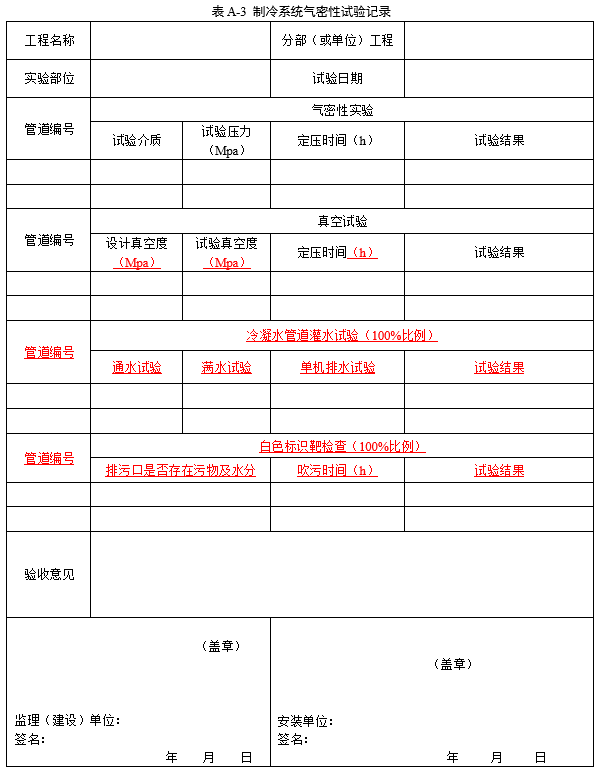 表 A-3 制冷系统气密性试验记录
工程名称 分部（或单位）工程
实验部位 试验日期
管道编号 气密性实验
试验介质 试验压力（Mpa） 定压时间（h） 试验结果
管道编号 真空试验
设计真空度（Mpa） 试验真空度（Mpa） 定压时间（h） 试验结果
管道编号 冷凝水管道灌水试验（100%比例）
通水试验 满水试验 单机排水试验 试验结果
管道编号 白色标识靶检查（100%比例）
排污口是否存在污物及水分 吹污时间（h） 试验结果
验收意见
（盖章）
监理（建设）单位：
签名：
年 月 日
（盖章）
安装单位：
签名：
年 月 日